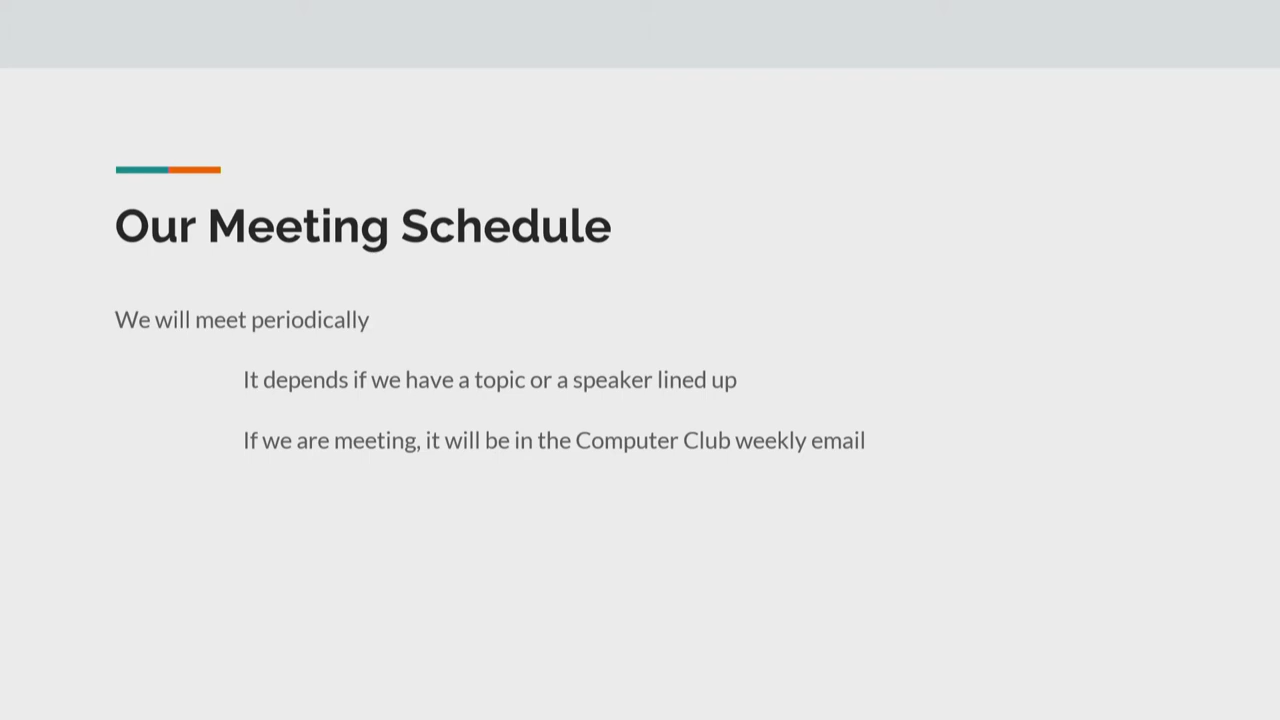 Our Meeting Schedule
We will meet periodically
It depends if we have a topic or a speaker lined up
If we are meeting, it will be in the Computer Club weekly email